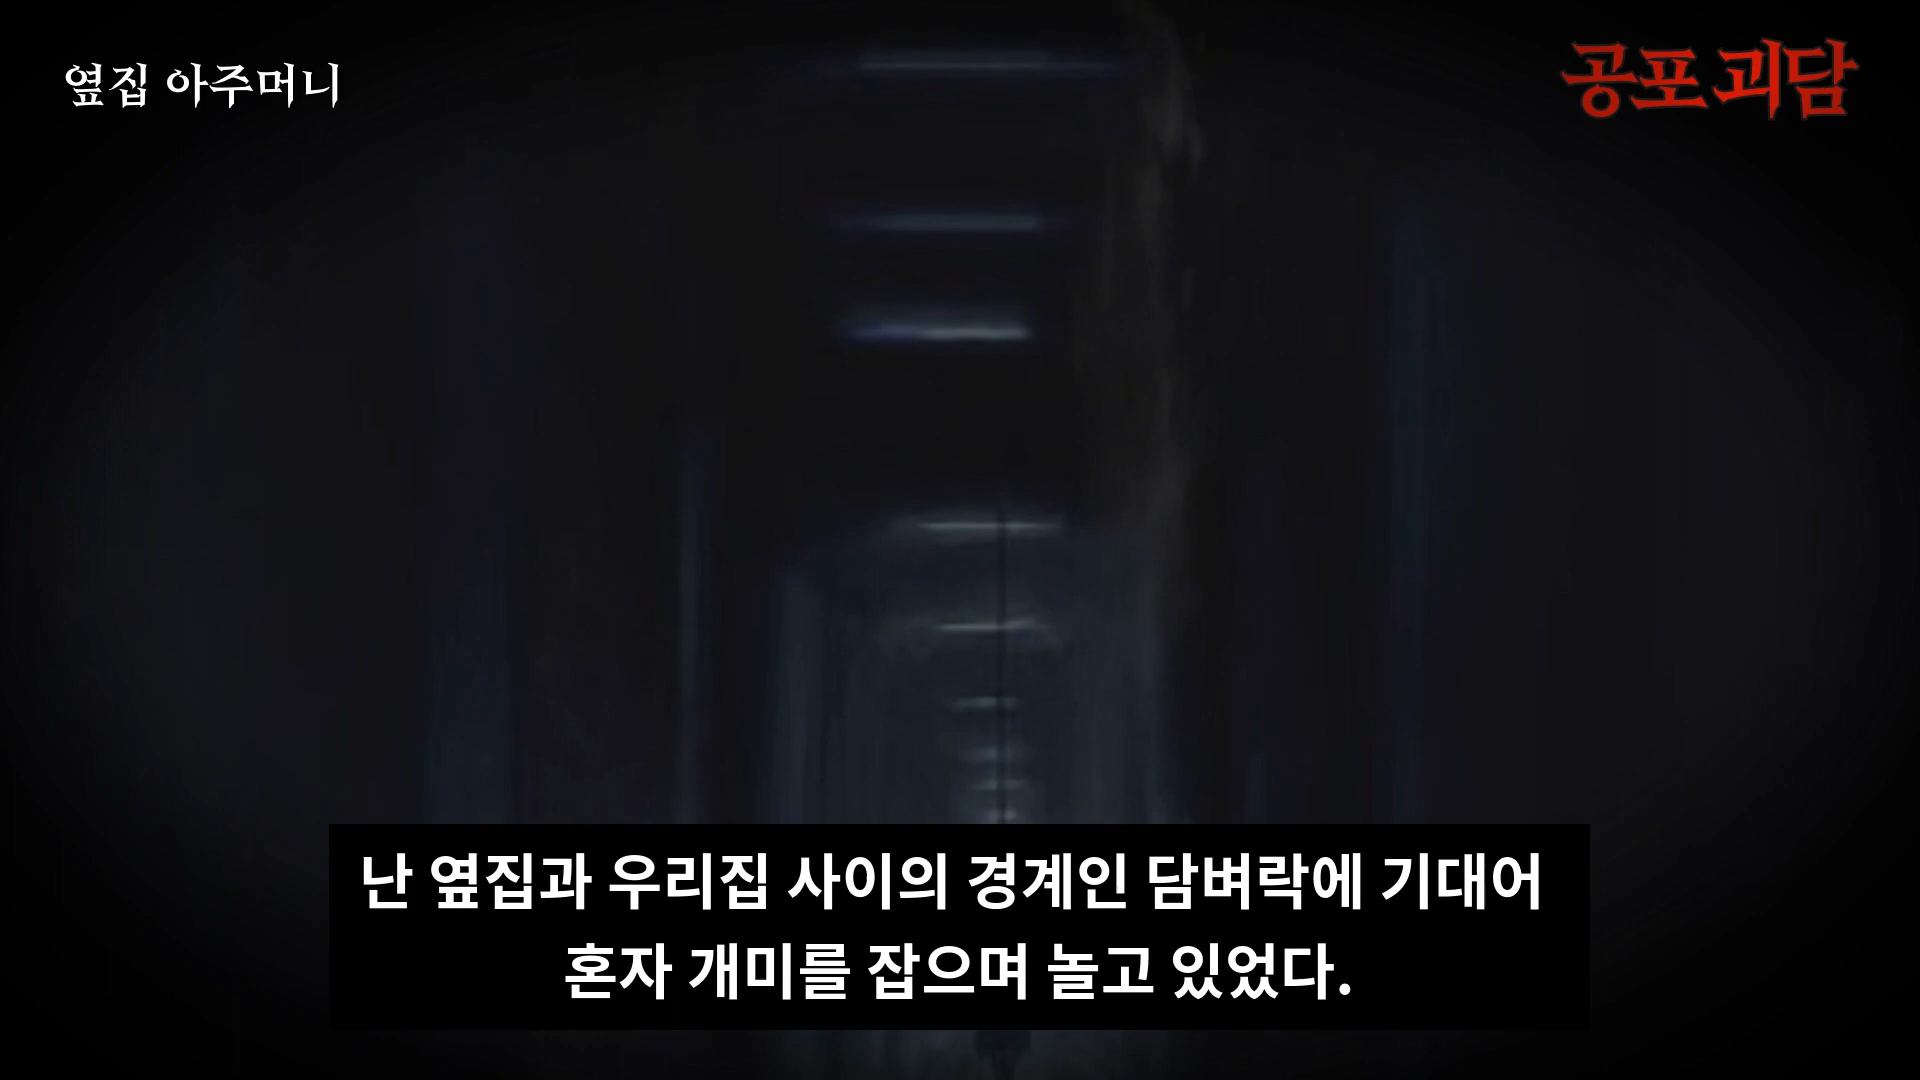 옆집 아주머니
공포 괴담
난 옆집과 우리집 사이의 경계인 담벼락에 기대어
혼자 개미를 잡으며 놀고 있었다.